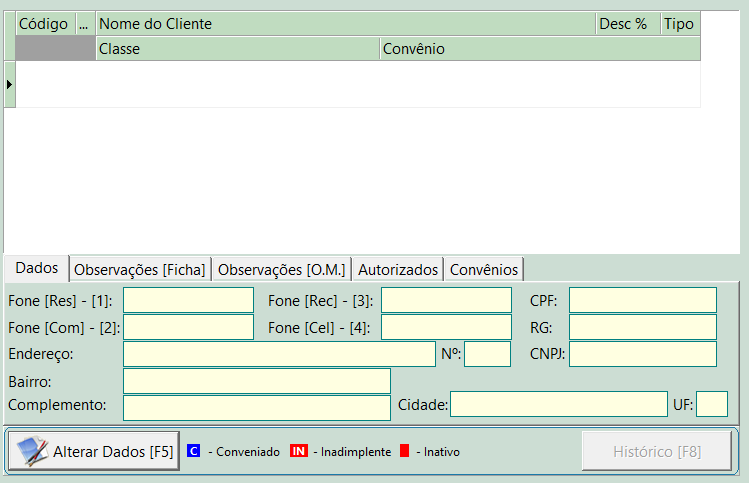 Código ... Nome do Cliente Desc % Tipo
Classe Convênio
Dados Observações [Ficha] Observações [O.M.] Autorizados Convênios
Fone [Res] - [1]: Fone [Rec] - [3]: CPF:
Fone [Com] - [2]: Fone [Cel] - [4]: RG:
Endereço: Nº: CNPJ:
Bairro:
Complemento: Cidade: UF:
Alterar Dados [F5] C - Conveniado IN - Inadimplente - Inativo Histórico [F8]